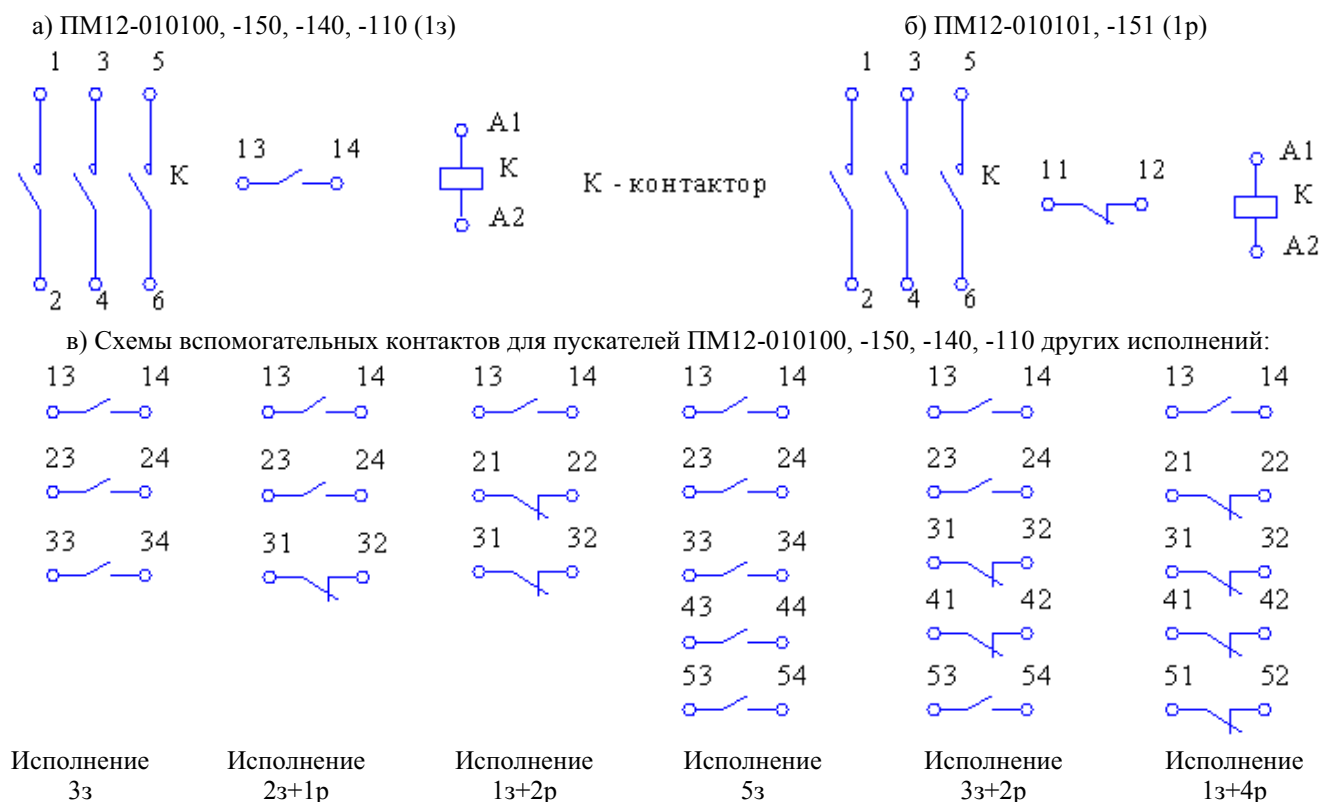 а) ПМ12-010100, -150, -140, -110 (1з) б) ПМ12-010101, -151 (1р)
1 3 5 1 3 5
А1 А1
13 14 К К 11 12 К К
К - контактор
А2 А2
2 4 6 2 4 6
в) Схемы вспомогательных контактов для пускателей ПМ12-010100, -150, -140, -110 других исполнений:
13 14 13 14 13 14 13 14 13 14 13 14
23 24 23 24 21 22 23 24 23 24 21 22
33 34 31 32 31 32 33 34 31 32 31 32
43 44 41 42 41 42
53 54 53 54 51 52
Исполнение Исполнение Исполнение Исполнение Исполнение Исполнение
3з 2з+1р 1з+2р 5з 3з+2р 1з+4р